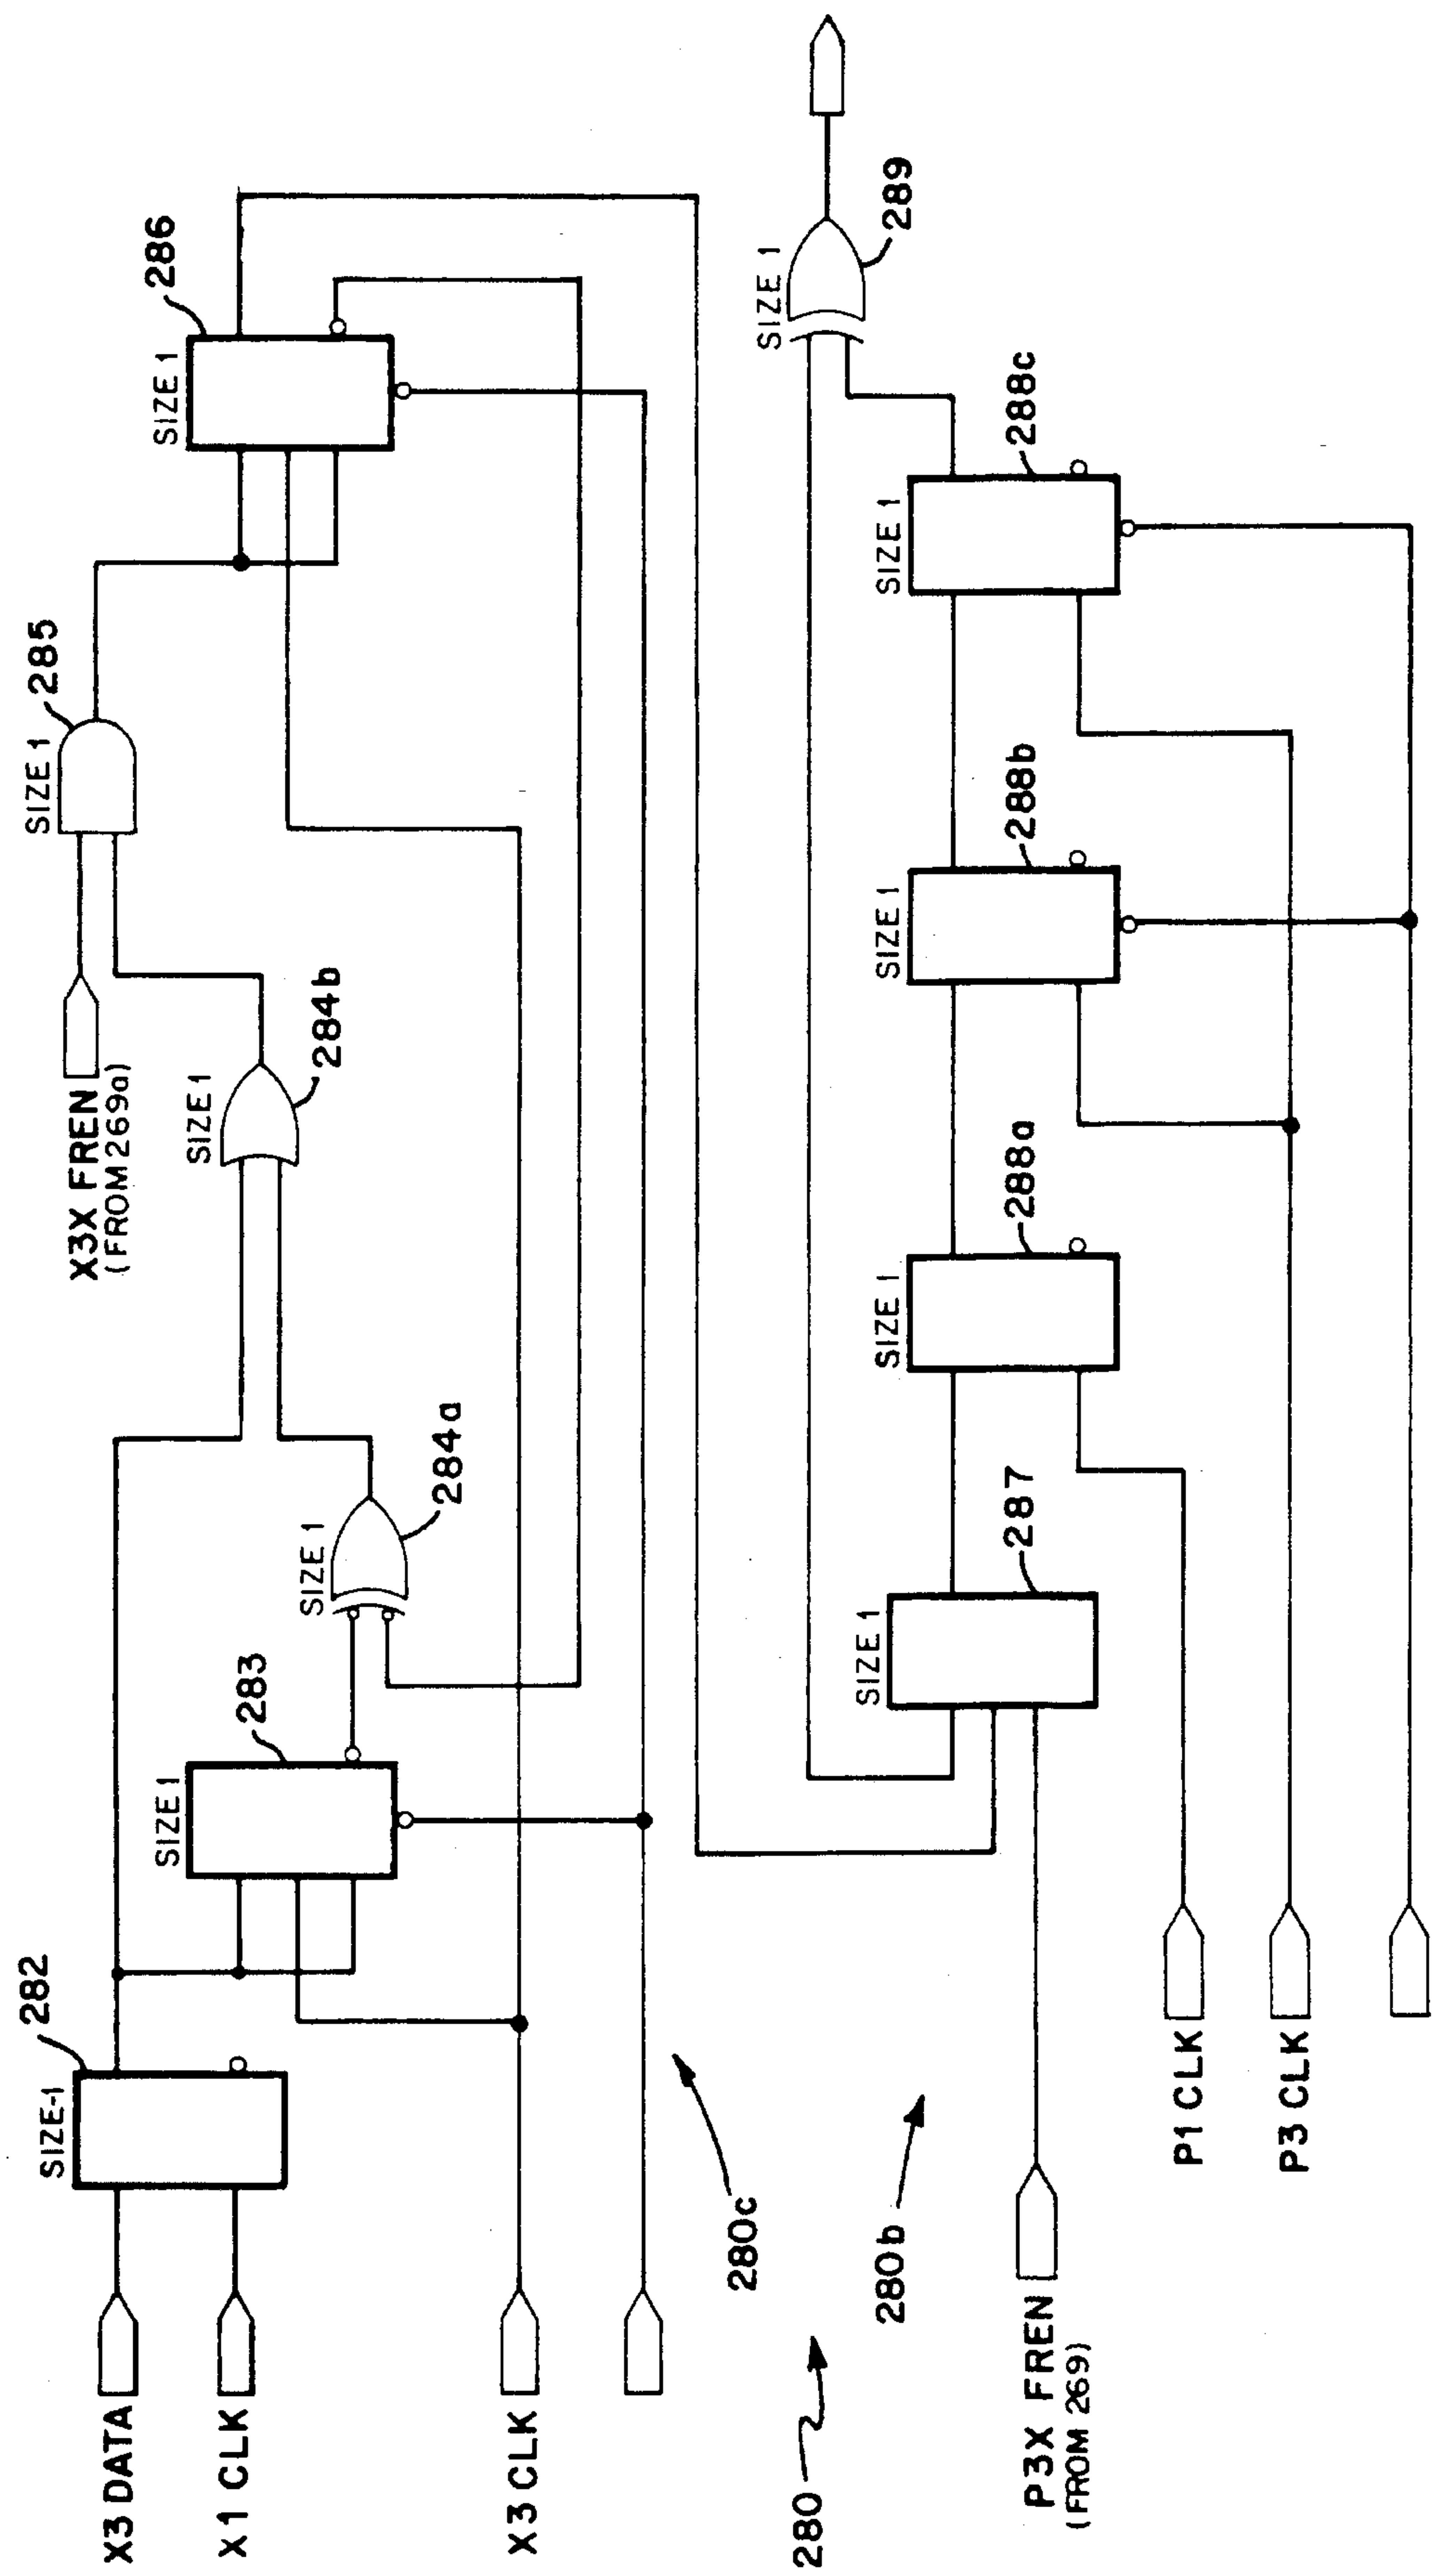 X3 DATA
X1 CLK
X3 CLK
282
SIZE-1
283
SIZE 1
284a
SIZE 1
284b
SIZE 1
X3X FREN
(FROM 269a)
285
SIZE 1
286
SIZE 1
280c
280
280b
P3X FREN
(FROM 269)
P1 CLK
P3 CLK
287
SIZE 1
288a
SIZE 1
288b
SIZE 1
288c
SIZE 1
289
SIZE 1